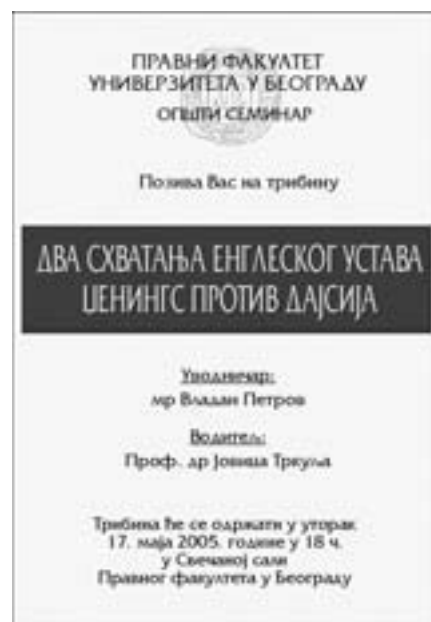 ПРАВНИ ФАКУЛТЕТ
УНИВЕРЗИТЕТА У БЕОГРАДУ
ОПШТИ СЕМИНАР
Позива Вас на трибину
ДВА СХВАТАЊА ЕНГЛЕСКОГ УСТАВА
ЏЕНИНГС ПРОТИВ ДАЈСИЈА
Уводничар:
мр Владан Петров
Водитељ:
Проф. др Јовица Тркуља
Трибина ће се одржати у уторак
17. маја 2005. године у 18 ч.
у Свечаној сали
Правног факултета у Београду